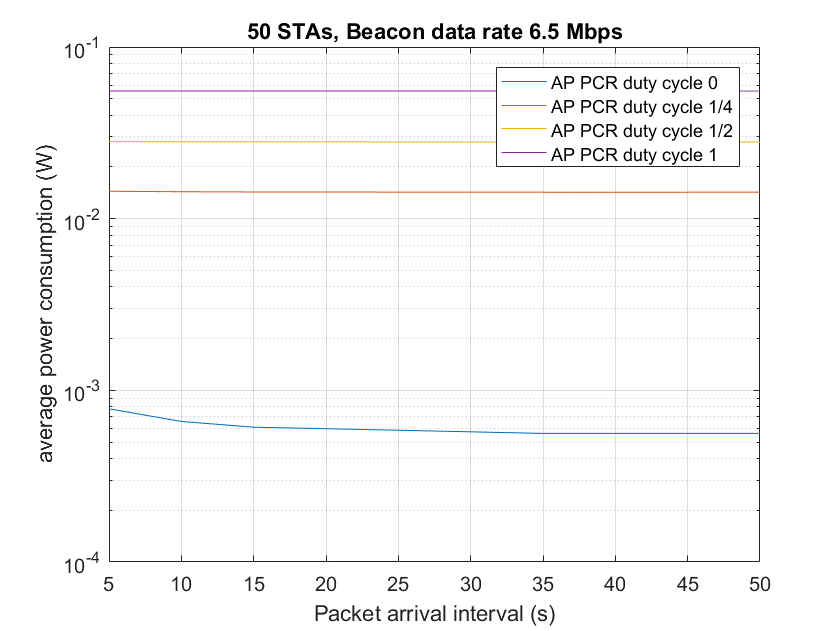 50 STAs, Beacon data rate 6.5 Mbps
10^-1
AP PCR duty cycle 0
AP PCR duty cycle 1/4
AP PCR duty cycle 1/2
AP PCR duty cycle 1
10^-2
average power consumption (W)
10^-3
10^-4
5 10 15 20 25 30 35 40 45 50
Packet arrival interval (s)